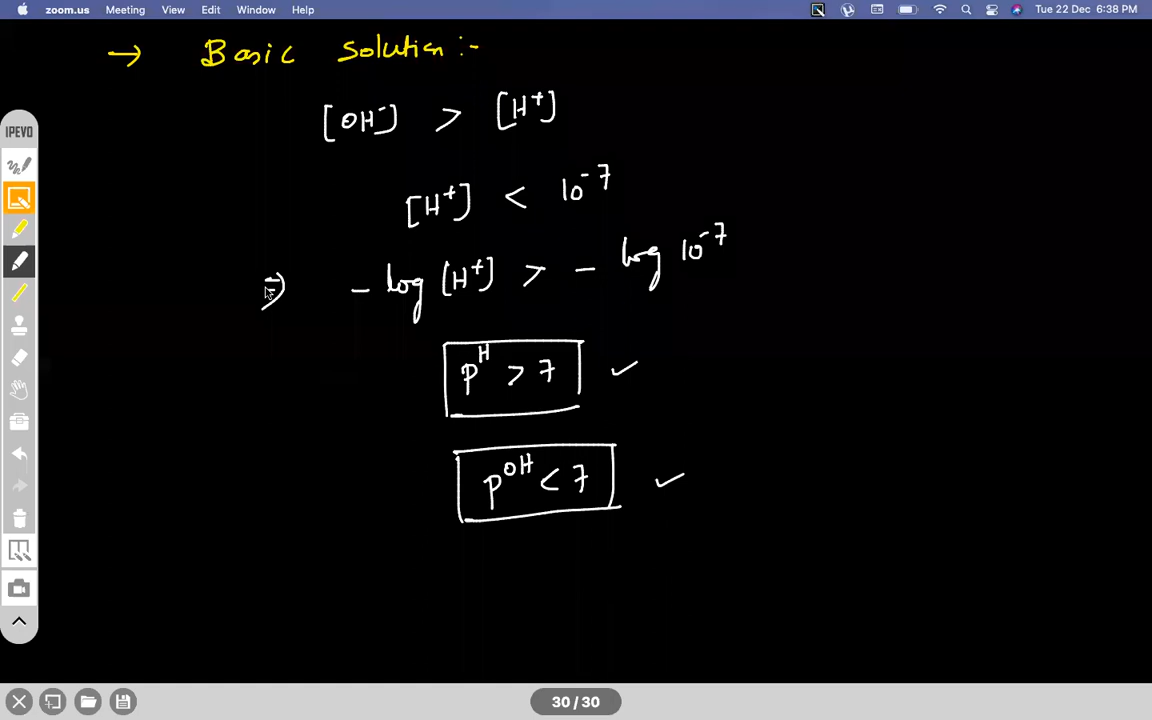 zoom.us Meeting View Edit Window Help Tue 22 Dec 6:38 PM
→ Basic Solution :-
[OH⁻] > [H⁺]
IPEVO
[H⁺] < 10⁻⁷
⇒ - log [H⁺] > - log 10⁻⁷
pᴴ > 7 ✓
pᴼᴴ < 7 ✓
30 / 30